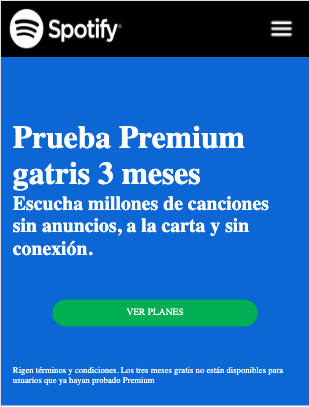 Spotify
Prueba Premium
gatris 3 meses
Escucha millones de canciones
sin anuncios, a la carta y sin
conexión.
VER PLANES
Rigen términos y condiciones. Los tres meses gratis no están disponibles para
usuarios que ya hayan probado Premium